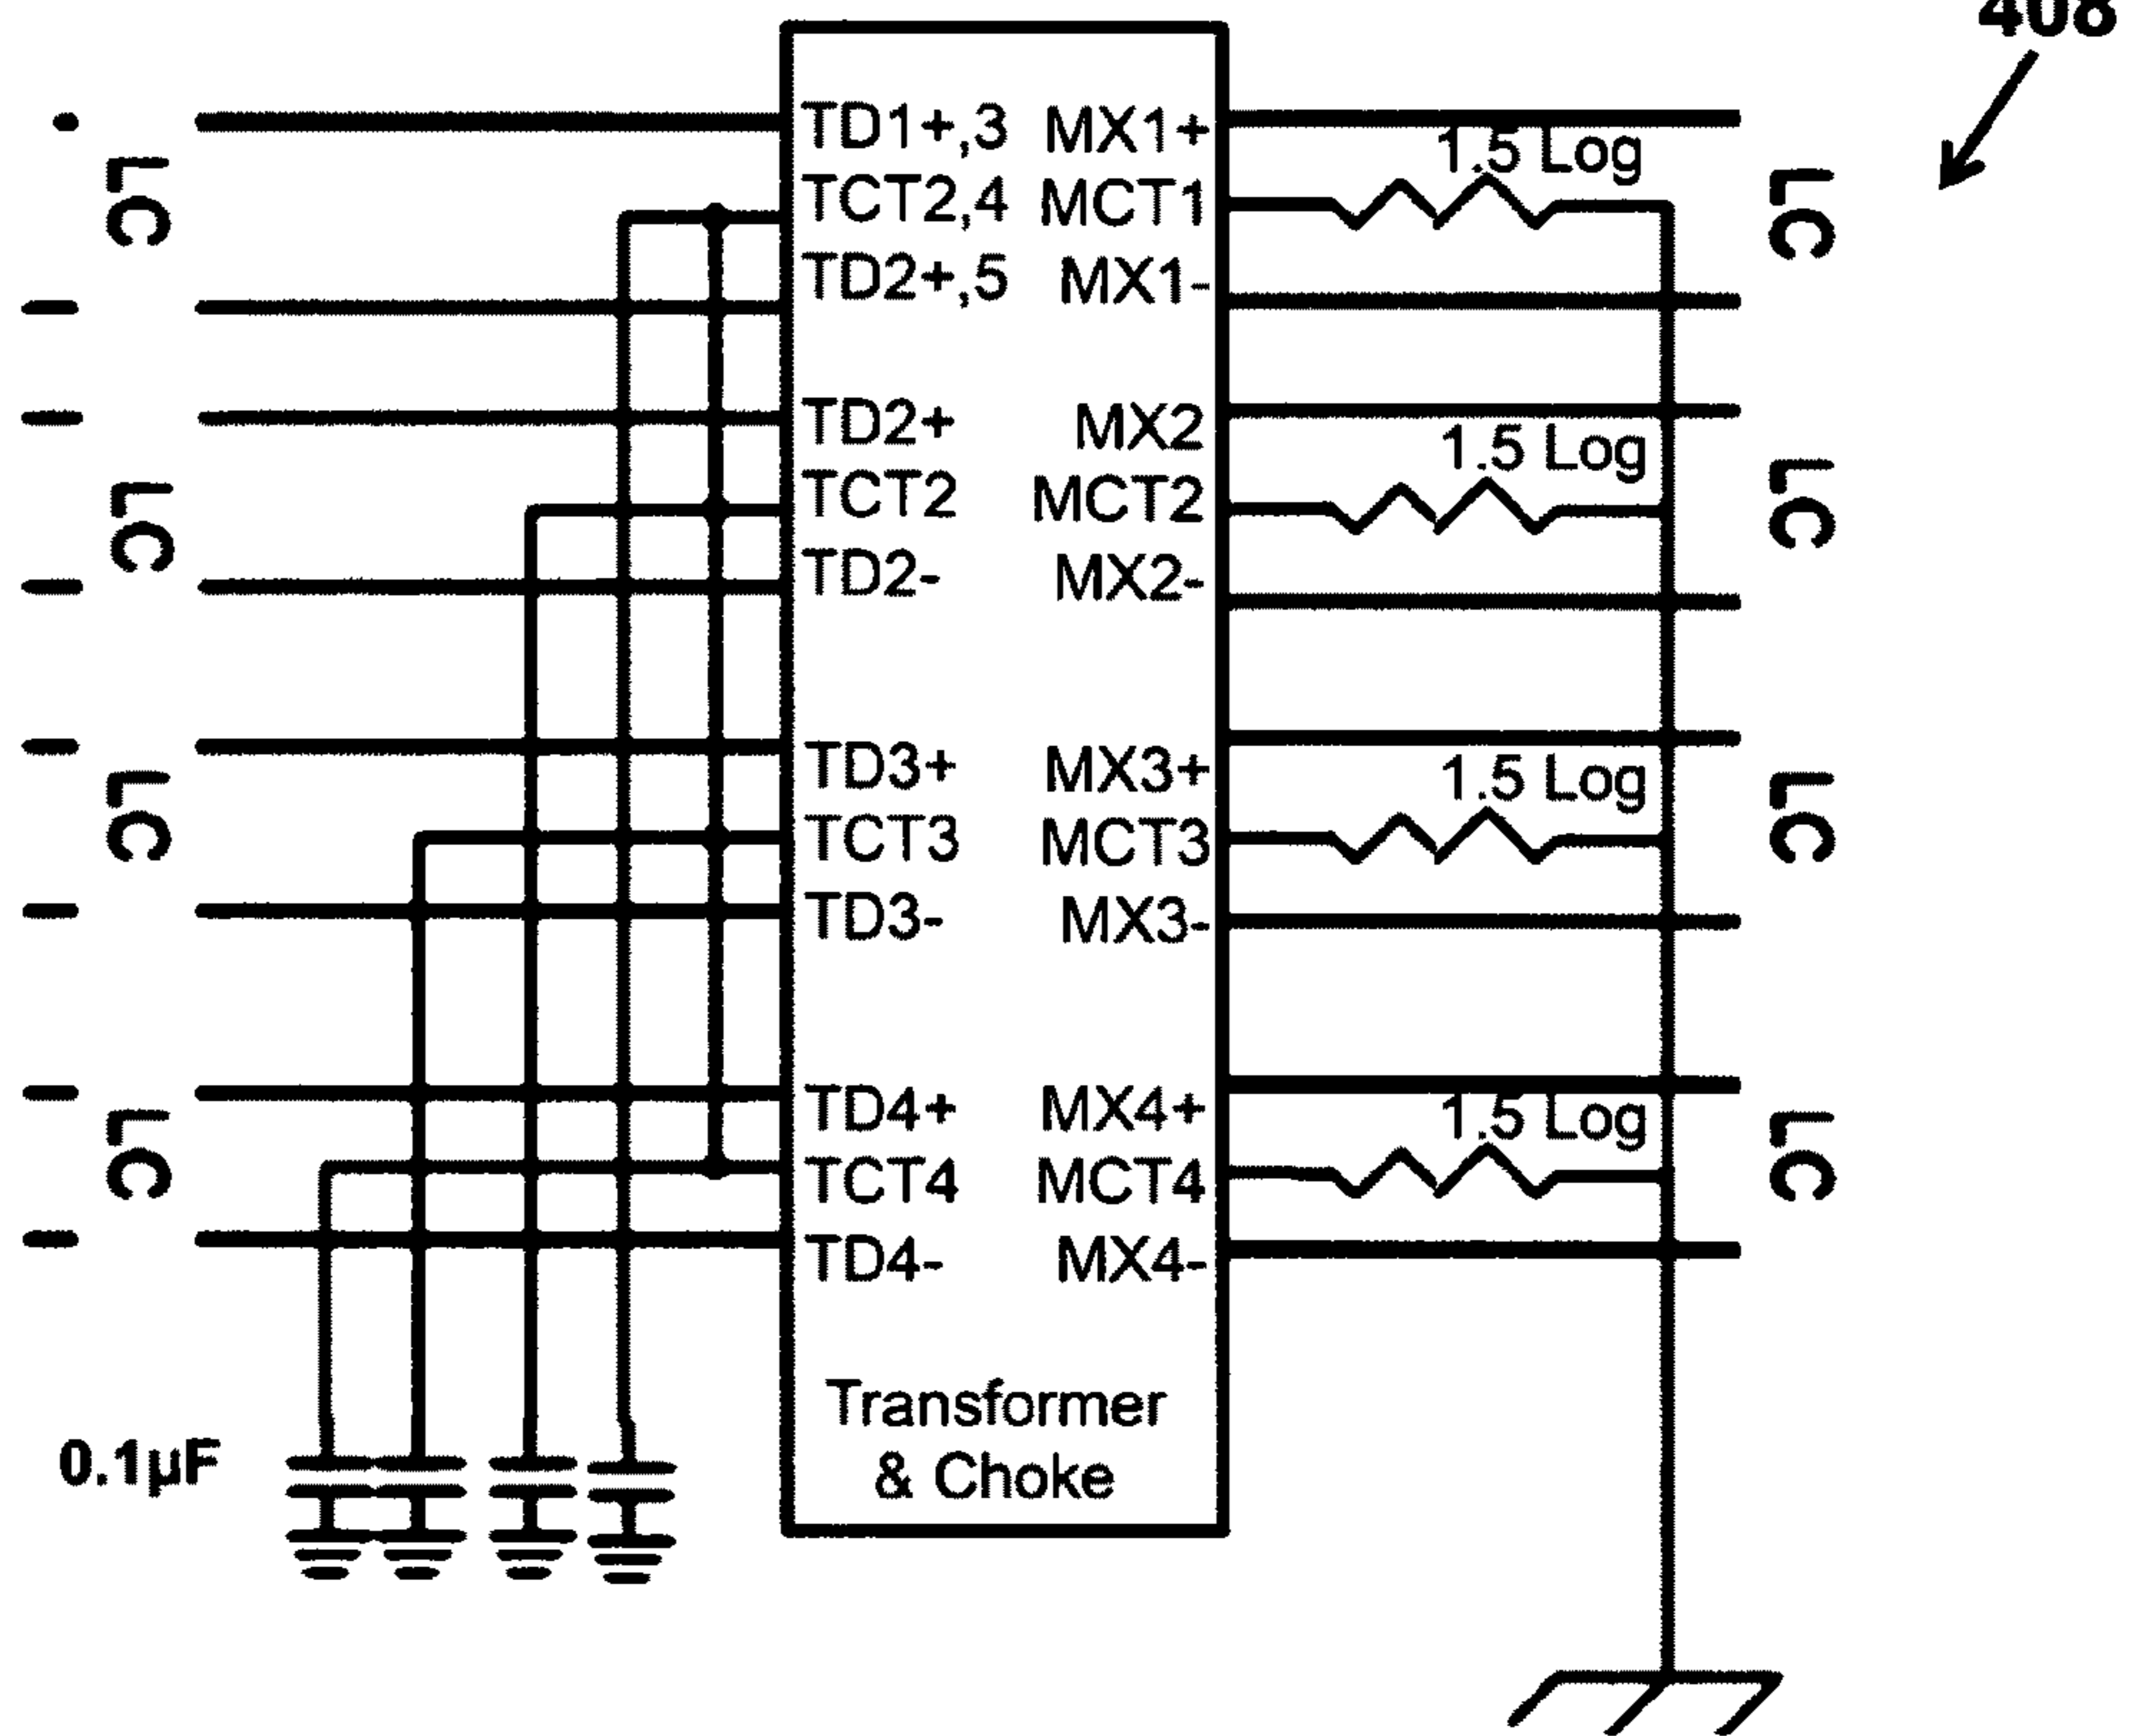 408
TD1+,3 MX1+
1.5 Log
TCT2,4 MCT1
LC
LC
TD2+,5 MX1-
TD2+ MX2
1.5 Log
TCT2 MCT2
LC
LC
TD2- MX2-
TD3+ MX3+
1.5 Log
TCT3 MCT3
LC
LC
TD3- MX3-
TD4+ MX4+
1.5 Log
TCT4 MCT4
LC
LC
TD4- MX4-
Transformer
& Choke
0.1µF